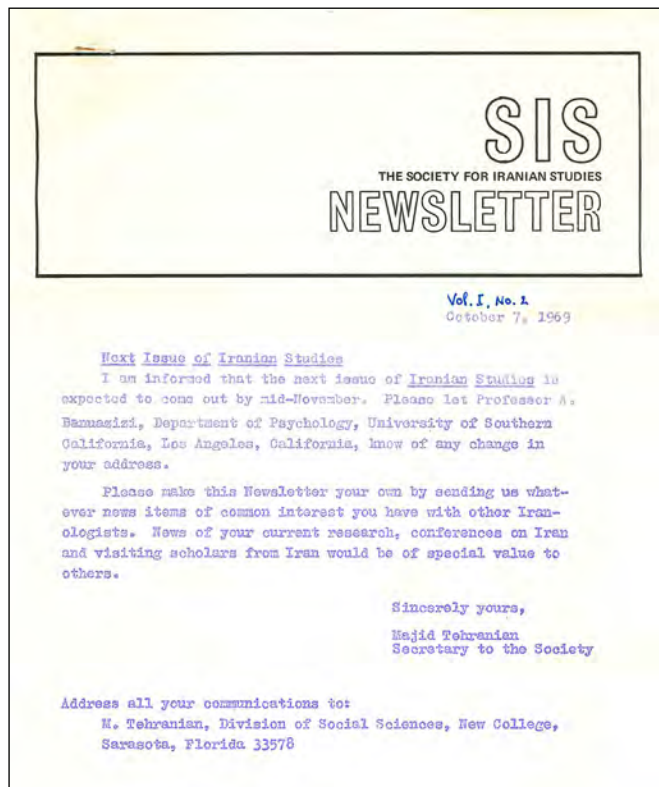 SIS
THE SOCIETY FOR IRANIAN STUDIES
NEWSLETTER
Vol. I, No. 2
October 7, 1969
Next Issue of Iranian Studies
I am informed that the next issue of Iranian Studies is
expected to come out by mid-November. Please let Professor A.
Banuazizi, Department of Psychology, University of Southern
California, Los Angeles, California, know of any change in
your address.
Please make this Newsletter your own by sending us what-
ever news items of common interest you have with other Iran-
ologists. News of your current research, conferences on Iran
and visiting scholars from Iran would be of special value to
others.
Sincerely yours,
Majid Tehranian
Secretary to the Society
Address all your communications to:
M. Tehranian, Division of Social Sciences, New College,
Sarasota, Florida 33578